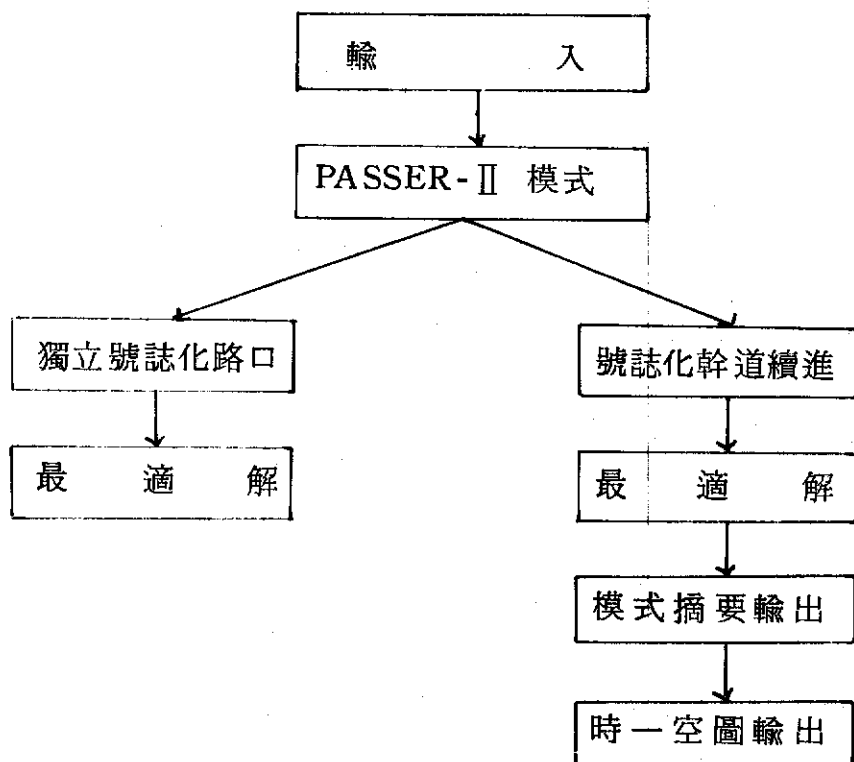 輸入
PASSER-Ⅱ 模式
獨立號誌化路口
號誌化幹道續進
最適解
最適解
模式摘要輸出
時一空圖輸出